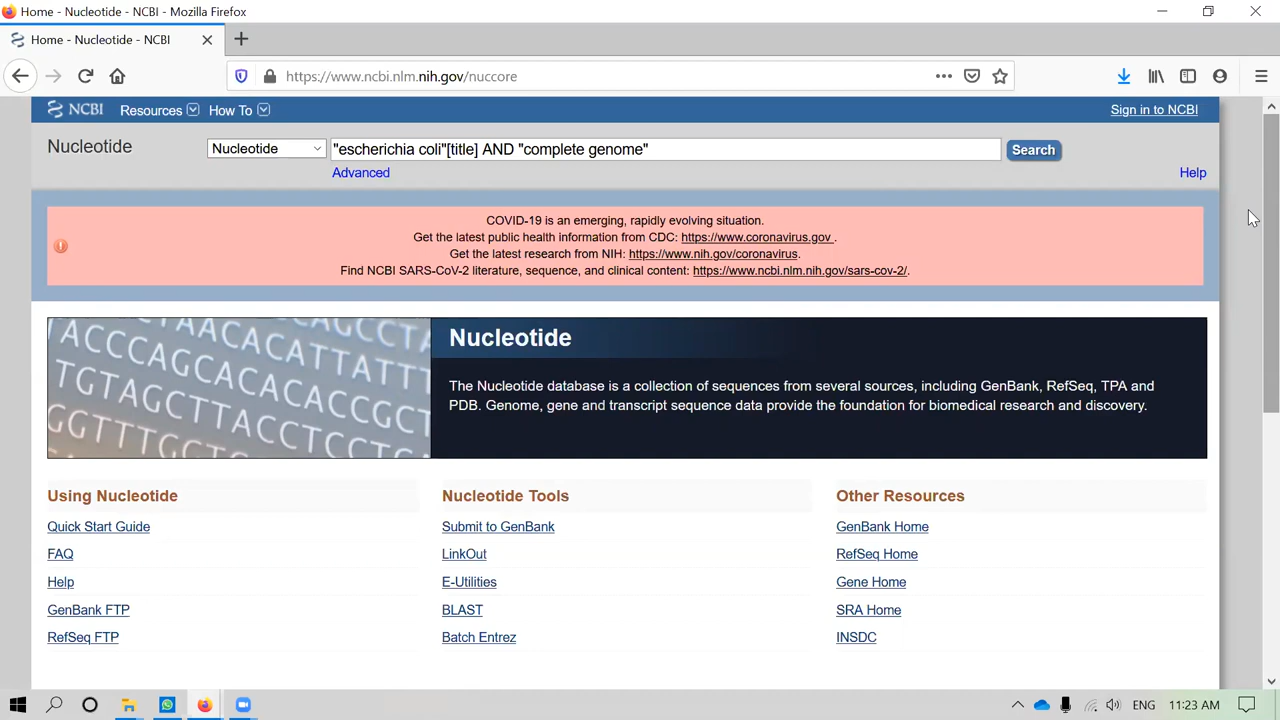 Home - Nucleotide - NCBI - Mozilla Firefox
Home - Nucleotide - NCBI
https://www.ncbi.nlm.nih.gov/nuccore
NCBI Resources How To Sign in to NCBI
Nucleotide Nucleotide "escherichia coli"[title] AND "complete genome" Search
Advanced Help
COVID-19 is an emerging, rapidly evolving situation.
Get the latest public health information from CDC: https://www.coronavirus.gov .
Get the latest research from NIH: https://www.nih.gov/coronavirus.
Find NCBI SARS-CoV-2 literature, sequence, and clinical content: https://www.ncbi.nlm.nih.gov/sars-cov-2/.
Nucleotide
The Nucleotide database is a collection of sequences from several sources, including GenBank, RefSeq, TPA and
PDB. Genome, gene and transcript sequence data provide the foundation for biomedical research and discovery.
Using Nucleotide
Quick Start Guide
FAQ
Help
GenBank FTP
RefSeq FTP
Nucleotide Tools
Submit to GenBank
LinkOut
E-Utilities
BLAST
Batch Entrez
Other Resources
GenBank Home
RefSeq Home
Gene Home
SRA Home
INSDC
ENG 11:23 AM